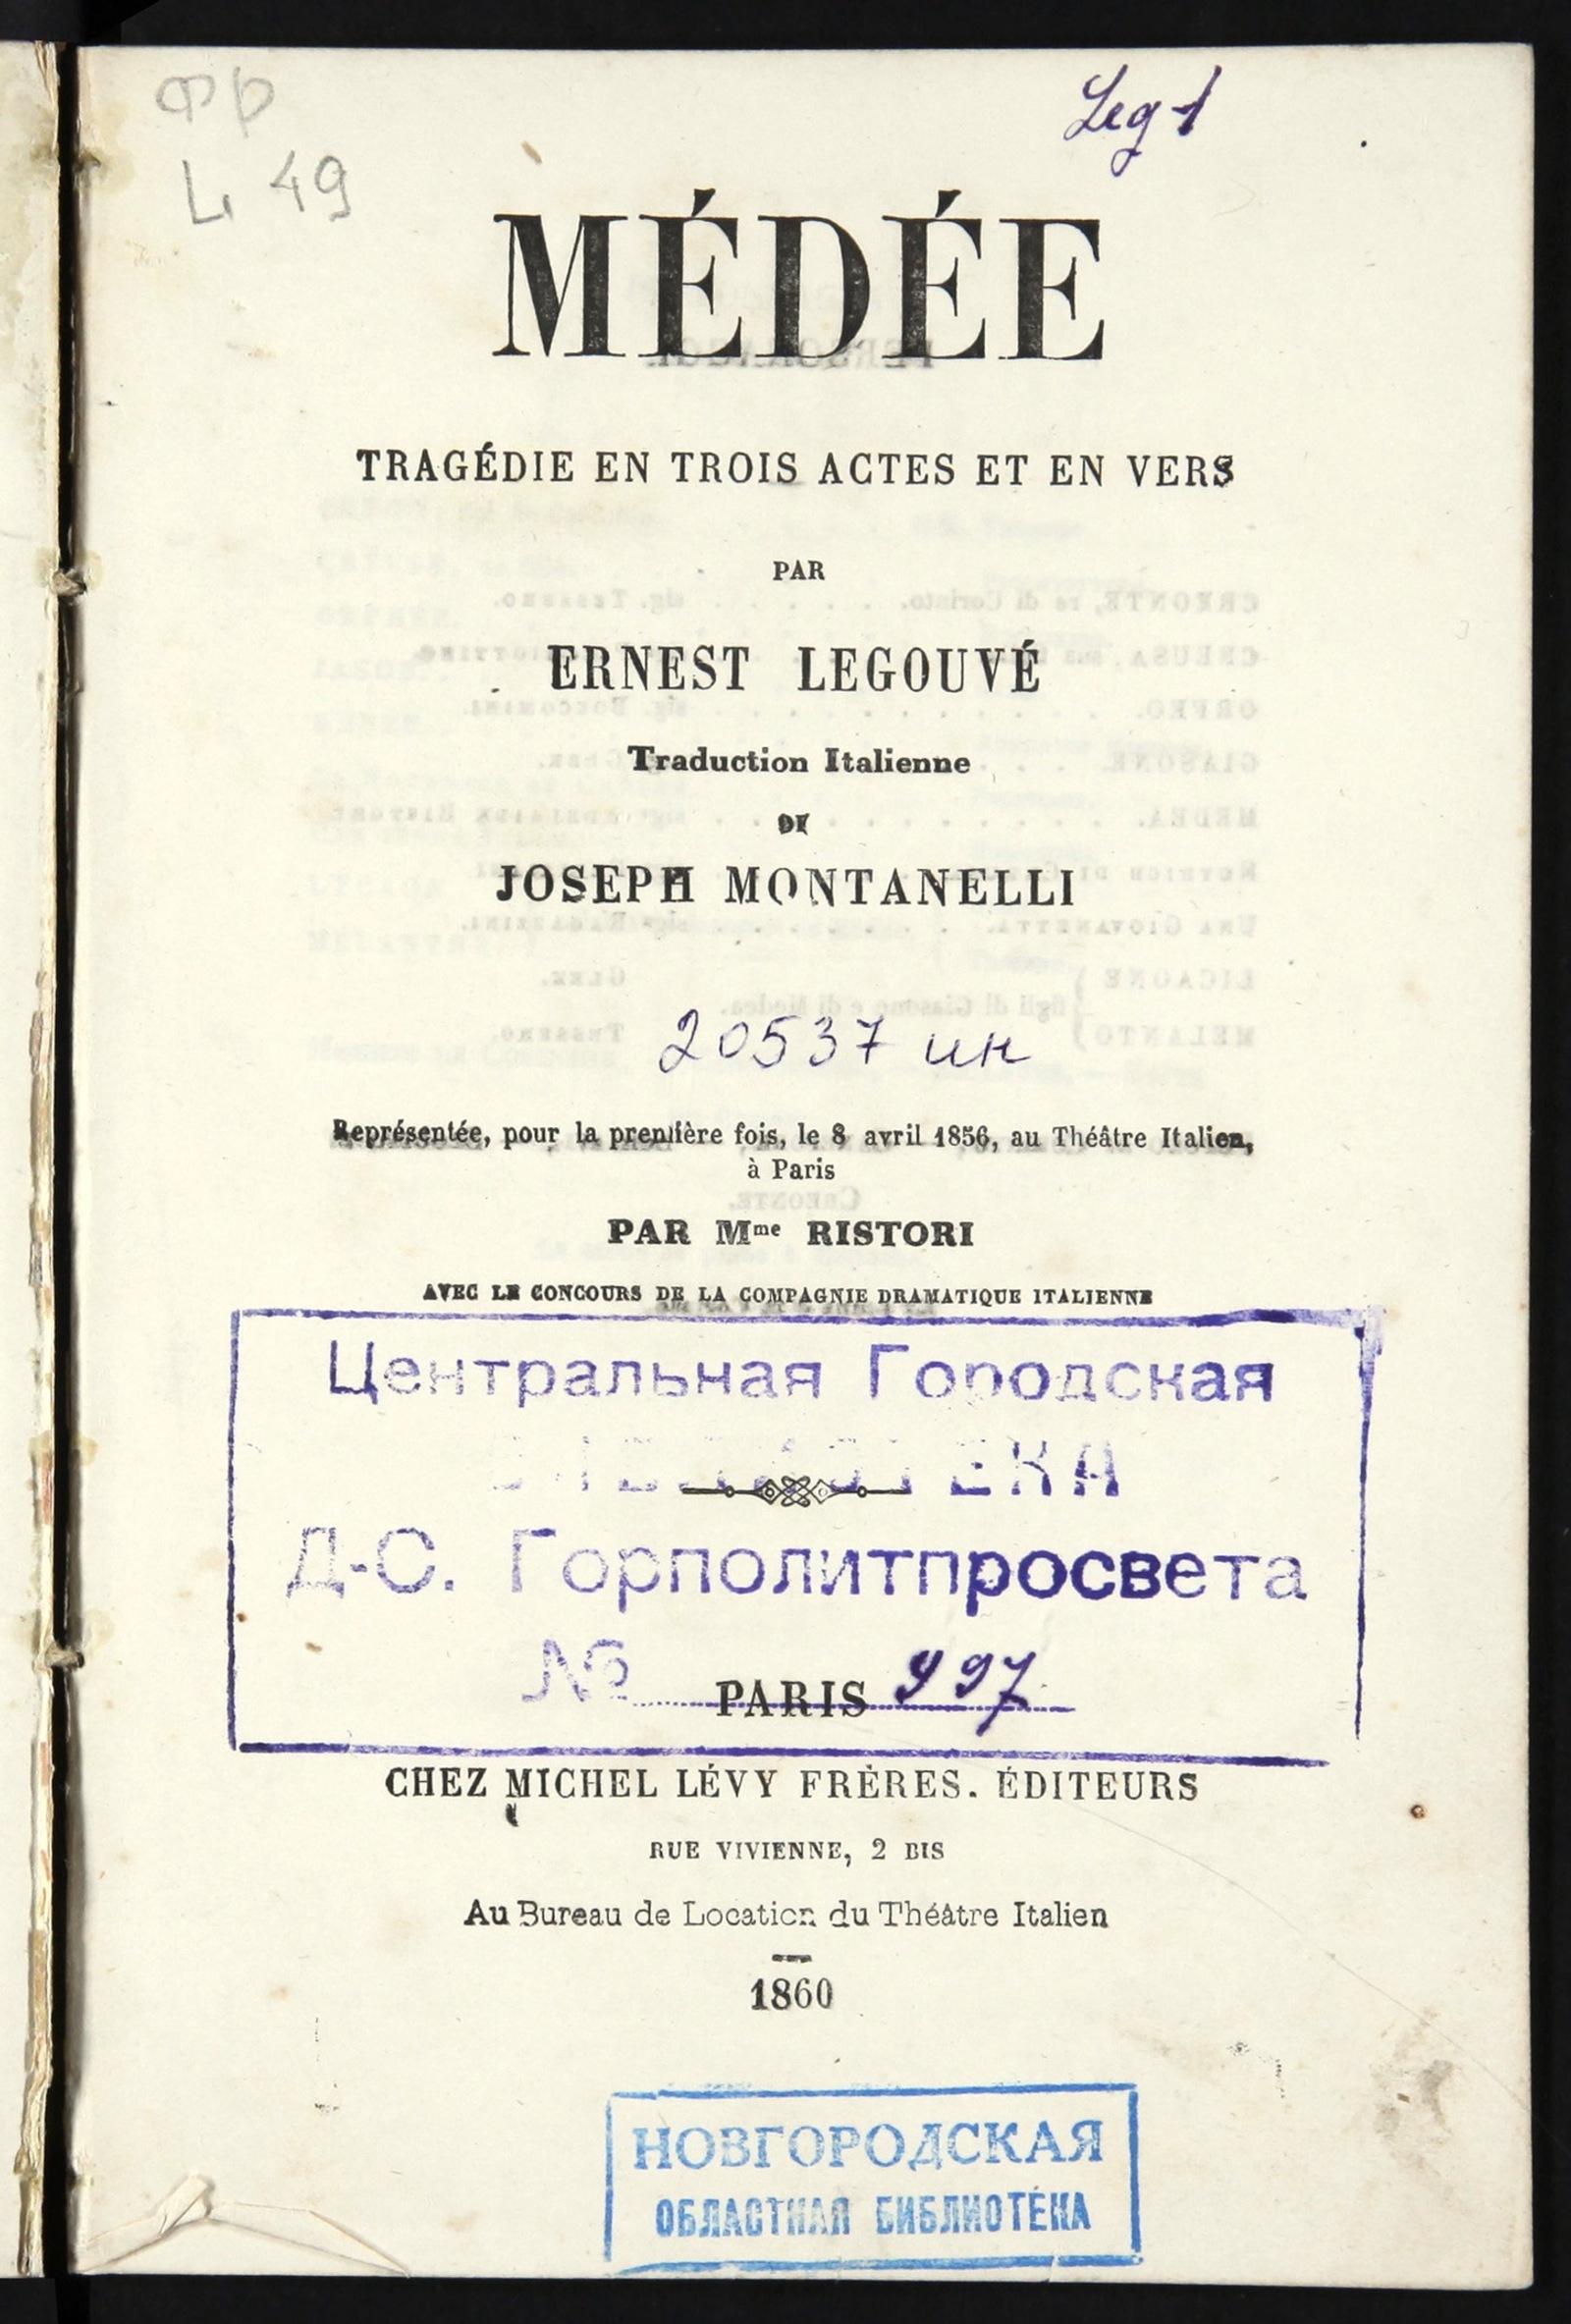 фр
L 49
Leg-1
MÉDÉE
TRAGÉDIE EN TROIS ACTES ET EN VERS
PAR
ERNEST LEGOUVÉ
Traduction Italienne
DE
JOSEPH MONTANELLI
20537 ин
Représentée, pour la première fois, le 8 avril 1856, au Théâtre Italien,
à Paris
PAR Mme RISTORI
AVEC LE CONCOURS DE LA COMPAGNIE DRAMATIQUE ITALIENNE
Центральная Городская
БИБЛИОТЕКА
Д-С. Горполитпросвета
№ 997
PARIS
CHEZ MICHEL LÉVY FRÈRES. ÉDITEURS
RUE VIVIENNE, 2 BIS
Au Bureau de Location du Théâtre Italien
1860
НОВГОРОДСКАЯ
ОБЛАСТНАЯ БИБЛИОТЕКА